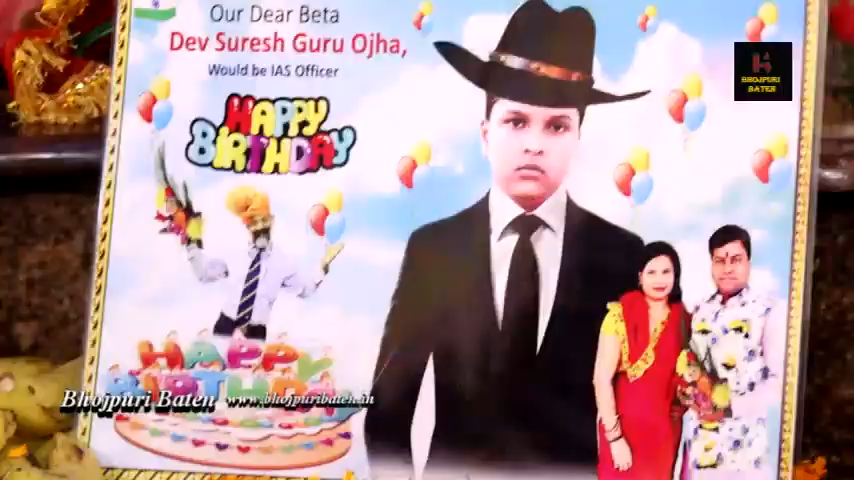 Our Dear Beta
Dev Suresh Guru Ojha,
Would be IAS Officer
HAPPY
BIRTHDAY
HAPPY
BIRTHDAY
BHOJPURI
BATEN
Bhojpuri Baten www.bhojpuribaten.in